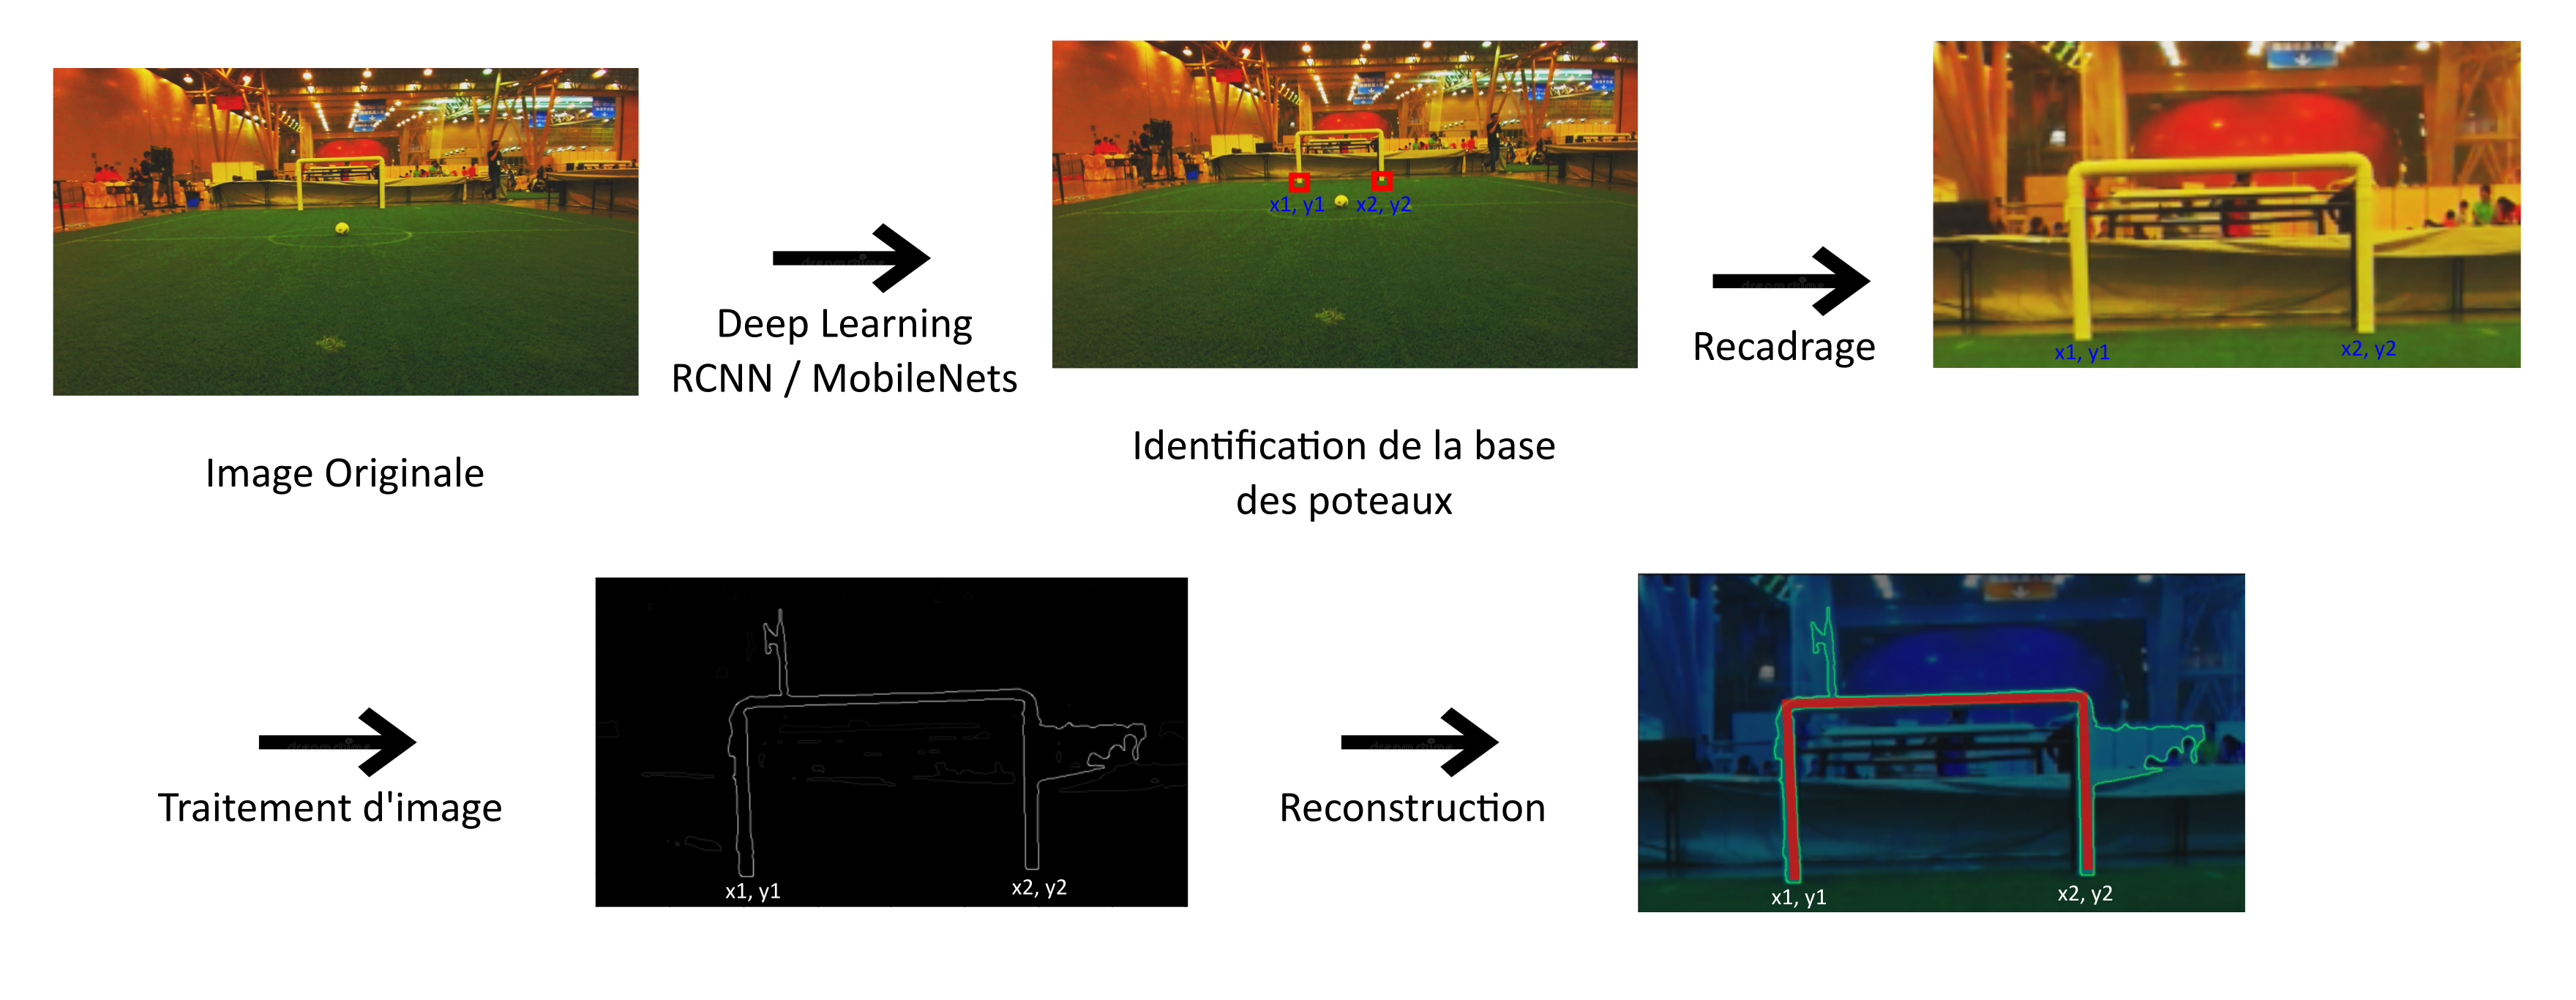 x1, y1
x2, y2
x1, y1
x2, y2
Deep Learning
RCNN / MobileNets
Recadrage
Image Originale
Identification de la base
des poteaux
Traitement d'image
Reconstruction
x1, y1
x2, y2
x1, y1
x2, y2